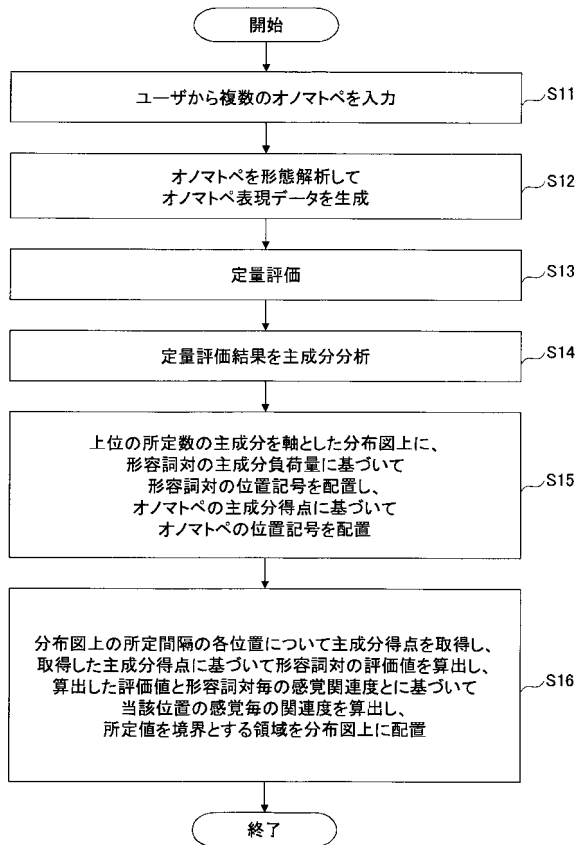 開始
ユーザから複数のオノマトペを入力
S11
オノマトペを形態解析して
オノマトペ表現データを生成
S12
定量評価
S13
定量評価結果を主成分分析
S14
上位の所定数の主成分を軸とした分布図上に、
形容詞対の主成分負荷量に基づいて
形容詞対の位置記号を配置し、
オノマトペの主成分得点に基づいて
オノマトペの位置記号を配置
S15
分布図上の所定間隔の各位置について主成分得点を取得し、
取得した主成分得点に基づいて形容詞対の評価値を算出し、
算出した評価値と形容詞対毎の感覚関連度とに基づいて
当該位置の感覚毎の関連度を算出し、
所定値を境界とする領域を分布図上に配置
S16
終了